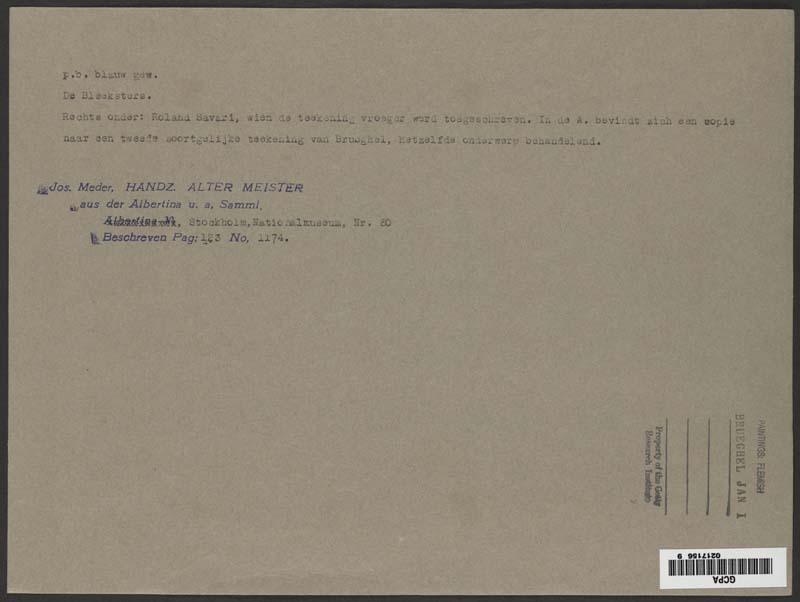 p.b. blauw gew.
De Bleeksters.
Rechts onder: Roland Savari, wien de teekening vroeger werd toegeschreven. In de A. bevindt zich een copie
naar een tweede soortgelijke teekening van Brueghel, hetzelfde onderwerp behandelend.
Jos. Meder, HANDZ. ALTER MEISTER
aus der Albertina u. a, Samml.
Stockholm, Nationalmuseum, Nr. 80
Beschreven Pag: 123 No, 1174.
PAINTINGS: FLEMISH
BRUEGHEL JAN I
Property of the Getty
Research Institute
GCPA
0217156 9